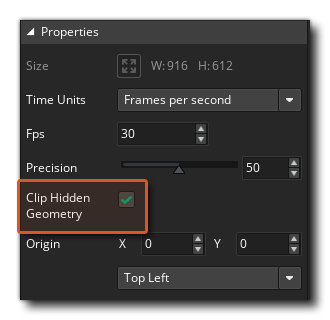 Properties
Size W: 916 H: 612
Time Units Frames per second
Fps 30
Precision 50
Clip Hidden
Geometry
Origin X 0 Y 0
Top Left